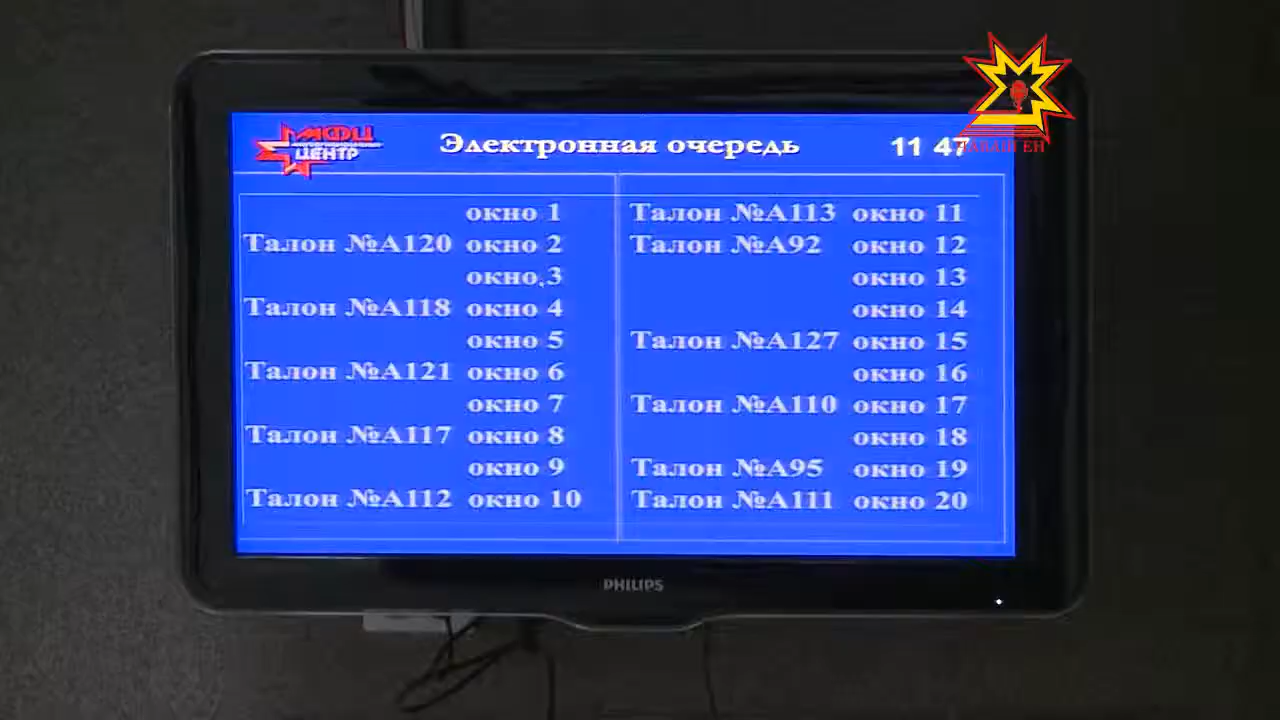 МФЦ
ЦЕНТР
Электронная очередь
11 47
окно 1
Талон №А120 окно 2
окно 3
Талон №А118 окно 4
окно 5
Талон №А121 окно 6
окно 7
Талон №А117 окно 8
окно 9
Талон №А112 окно 10
Талон №А113 окно 11
Талон №А92 окно 12
окно 13
окно 14
Талон №А127 окно 15
окно 16
Талон №А110 окно 17
окно 18
Талон №А95 окно 19
Талон №А111 окно 20
PHILIPS